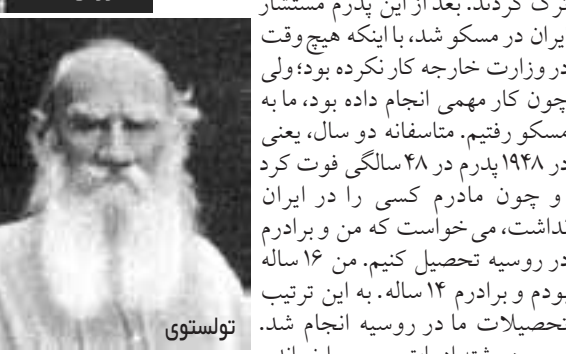 ترک کردند. بعد از این پدرم مستشار
ایران در مسکو شد، با اینکه هیچ‌وقت
در وزارت خارجه کار نکرده بود؛ ولی
چون کار مهمی انجام داده بود، ما به
مسکو رفتیم. متاسفانه دو سال، یعنی
در ۱۹۴۸ پدرم در ۴۸ سالگی فوت کرد
و چون مادرم کسی را در ایران
نداشت، می‌خواست که من و برادرم
در روسیه تحصیل کنیم. من ۱۶ ساله
بودم و برادرم ۱۴ ساله. به این ترتیب
تحصیلات ما در روسیه انجام شد.
تولستوی